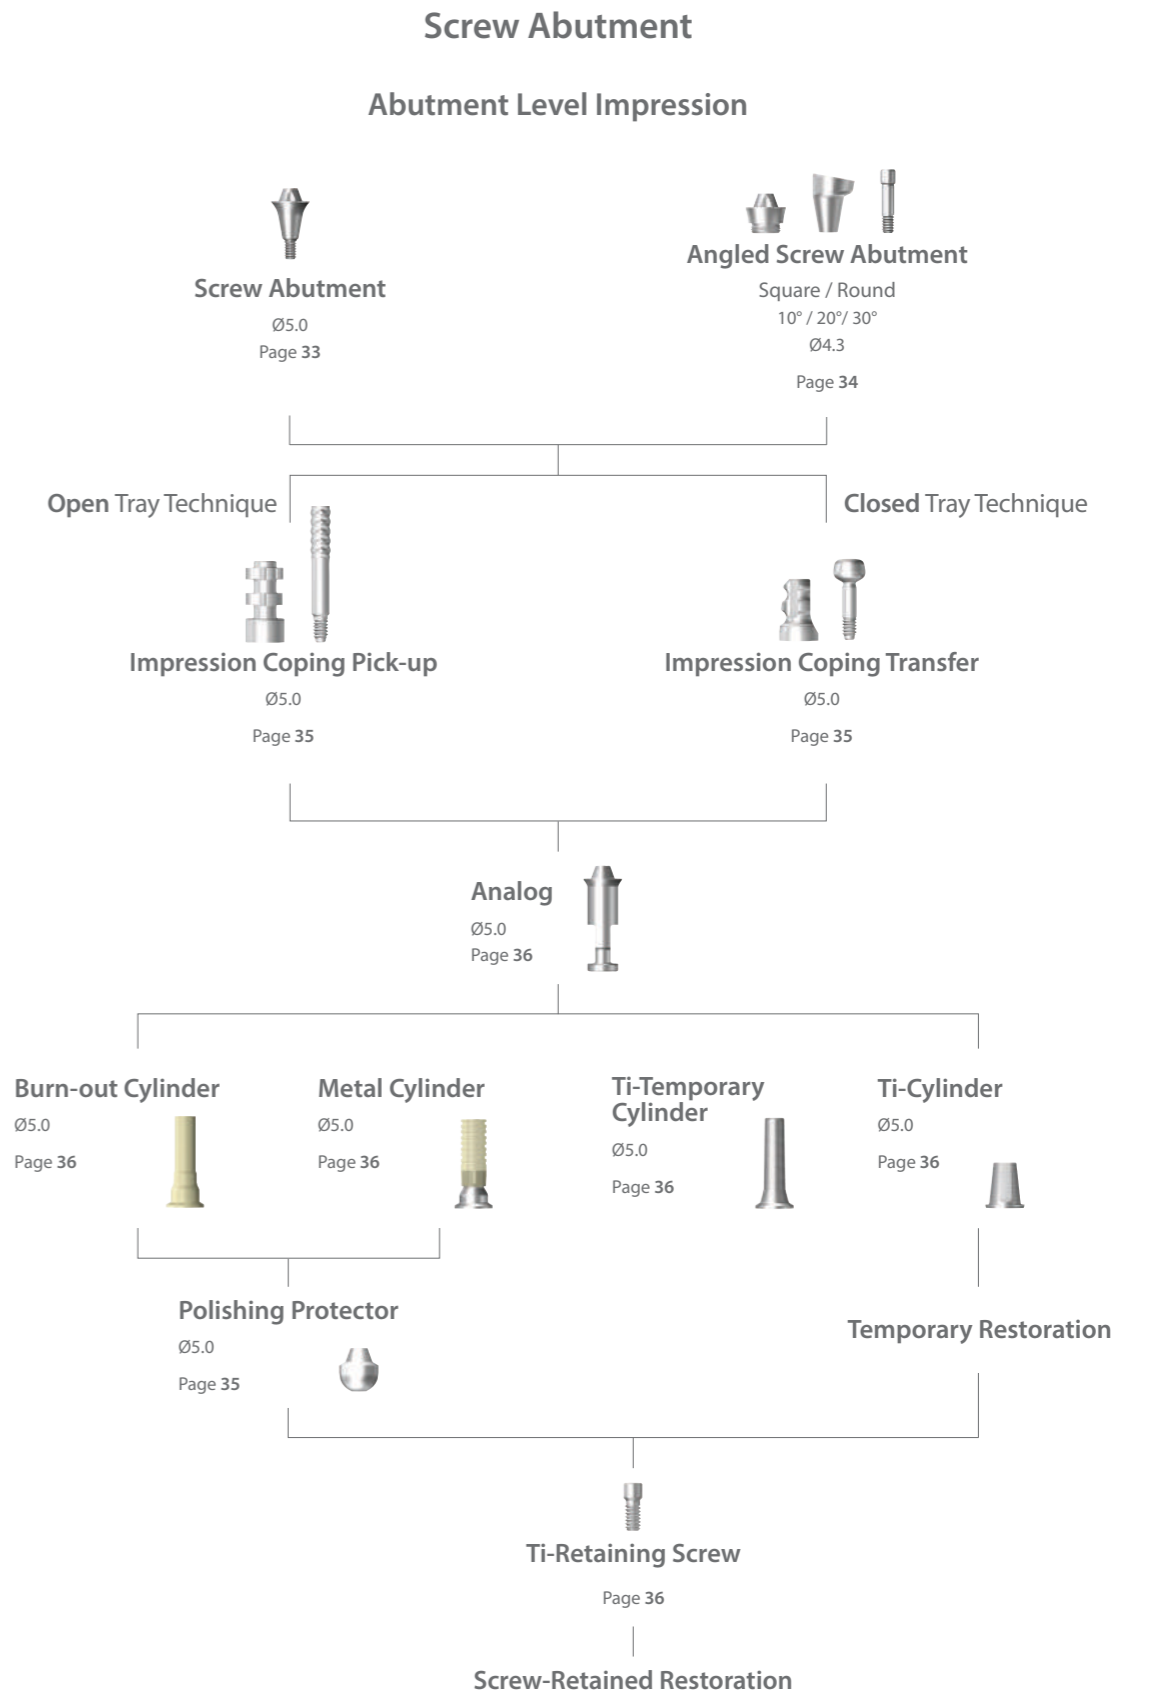 Screw Abutment
Abutment Level Impression
Screw Abutment
Ø5.0
Page 33
Angled Screw Abutment
Square / Round
10° / 20°/ 30°
Ø4.3
Page 34
Open Tray Technique
Closed Tray Technique
Impression Coping Pick-up
Ø5.0
Page 35
Impression Coping Transfer
Ø5.0
Page 35
Analog
Ø5.0
Page 36
Burn-out Cylinder
Ø5.0
Page 36
Metal Cylinder
Ø5.0
Page 36
Ti-Temporary
Cylinder
Ø5.0
Page 36
Ti-Cylinder
Ø5.0
Page 36
Polishing Protector
Ø5.0
Page 35
Temporary Restoration
Ti-Retaining Screw
Page 36
Screw-Retained Restoration